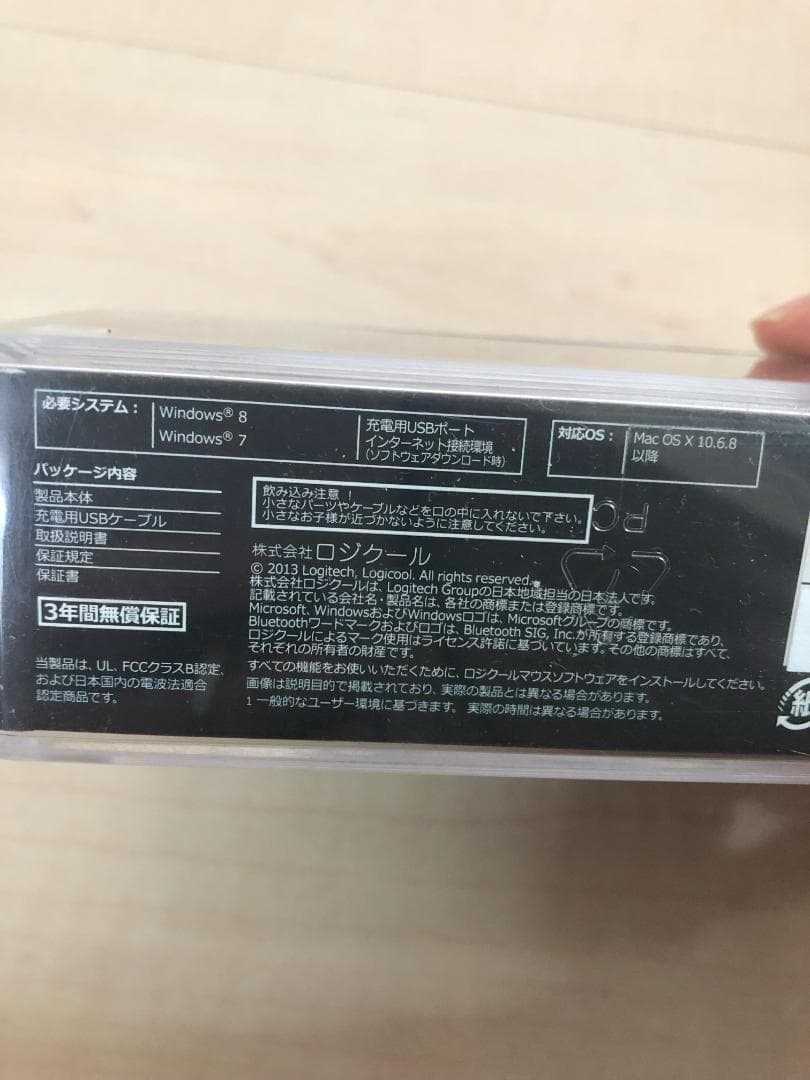 必要システム：
Windows® 8
Windows® 7
充電用USBポート
インターネット接続環境
（ソフトウェアダウンロード時）
対応OS：
Mac OS X 10.6.8
以降
パッケージ内容
製品本体
充電用USBケーブル
取扱説明書
保証規定
保証書
3年間無償保証
当製品は、UL、FCCクラスB認定、
および日本国内の電波法適合
認定商品です。
飲み込み注意！
小さなパーツやケーブルなどを口の中に入れないで下さい。
小さなお子様が近づかないように注意してください。
株式会社ロジクール
© 2013 Logitech, Logicool. All rights reserved.
株式会社ロジクールは、Logitech Groupの日本地域担当の日本法人です。
記載されている会社名・製品名は、各社の商標または登録商標です。
Microsoft、WindowsおよびWindowsロゴは、Microsoftグループの商標です。
Bluetoothワードマークおよびロゴは、Bluetooth SIG, Inc.が所有する登録商標であり、
ロジクールによるマーク使用はライセンス許諾に基づいています。その他の商標はすべて、
それぞれの所有者の財産です。
すべての機能をお使いいただくために、ロジクールマウスソフトウェアをインストールしてください。
画像は説明目的で掲載されており、実際の製品とは異なる場合があります。
1 一般的なユーザー環境に基づきます。 実際の時間は異なる場合があります。
紙